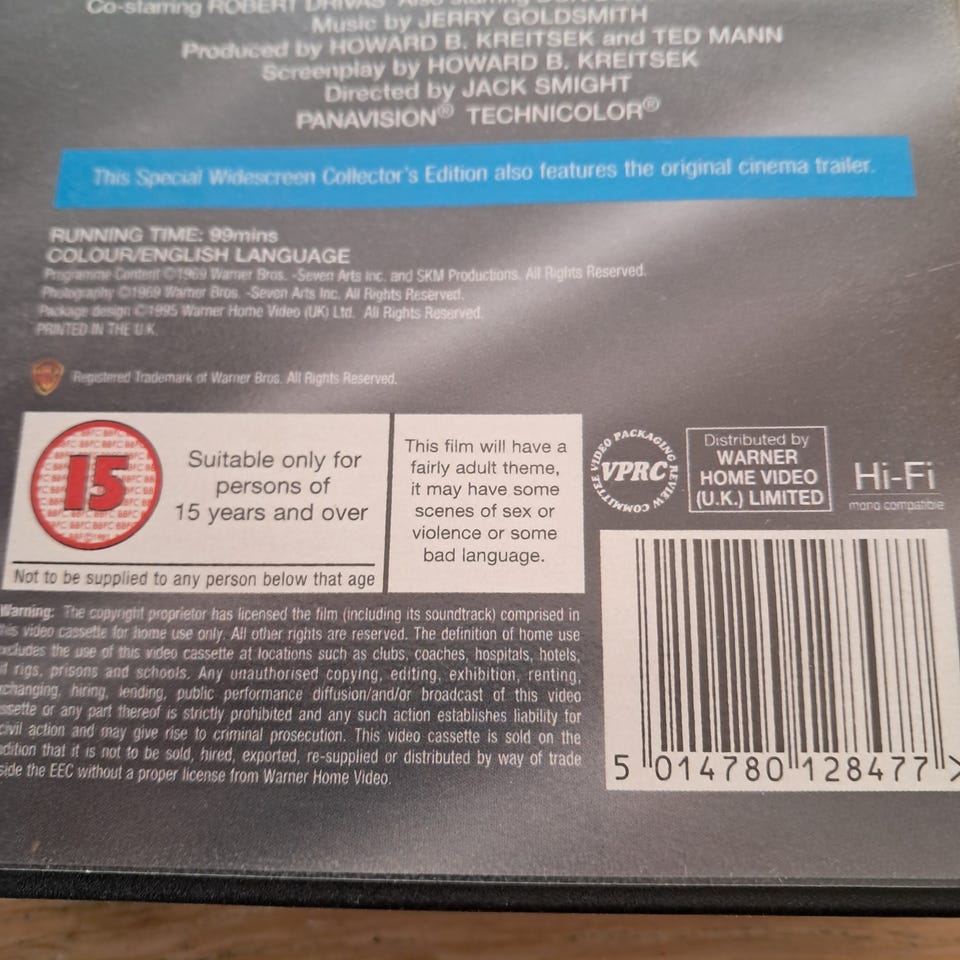 Co-starring ROBERT DRIVAS Also starring
Music by JERRY GOLDSMITH
Produced by HOWARD B. KREITSEK and TED MANN
Screenplay by HOWARD B. KREITSEK
Directed by JACK SMIGHT
PANAVISION® TECHNICOLOR®
This Special Widescreen Collector's Edition also features the original cinema trailer.
RUNNING TIME: 99mins
COLOUR/ENGLISH LANGUAGE
Programme Content ©1969 Warner Bros. -Seven Arts Inc. and SKM Productions. All Rights Reserved.
Photography ©1969 Warner Bros. -Seven Arts Inc. All Rights Reserved.
Package design ©1995 Warner Home Video (UK) Ltd. All Rights Reserved.
PRINTED IN THE U.K.
Registered Trademark of Warner Bros. All Rights Reserved.
15
Suitable only for
persons of
15 years and over
Not to be supplied to any person below that age
This film will have a
fairly adult theme,
it may have some
scenes of sex or
violence or some
bad language.
VIDEO PACKAGING REVIEW COMMITTEE
VPRC
Distributed by
WARNER
HOME VIDEO
(U.K.) LIMITED
Hi-Fi
mono compatible
Warning: The copyright proprietor has licensed the film (including its soundtrack) comprised in
this video cassette for home use only. All other rights are reserved. The definition of home use
excludes the use of this video cassette at locations such as clubs, coaches, hospitals, hotels,
rigs, prisons and schools. Any unauthorised copying, editing, exhibition, renting,
xchanging, hiring, lending, public performance diffusion/and/or broadcast of this video
ssette or any part thereof is strictly prohibited and any such action establishes liability for
civil action and may give rise to criminal prosecution. This video cassette is sold on the
dition that it is not to be sold, hired, exported, re-supplied or distributed by way of trade
side the EEC without a proper license from Warner Home Video.
5 014780 128477 >